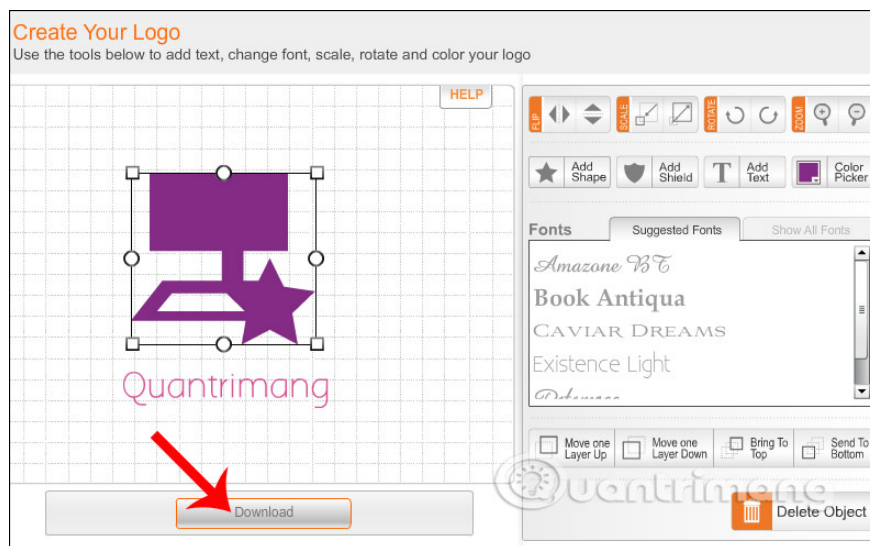 Create Your Logo
Use the tools below to add text, change font, scale, rotate and color your logo
HELP
FLIP
SCALE
ROTATE
ZOOM
Add Shape
Add Shield
T
Add Text
Color Picker
Fonts
Suggested Fonts
Show All Fonts
Amazone BT
Book Antiqua
CAVIAR DREAMS
Existence Light
Quantrimang
Move one Layer Up
Move one Layer Down
Bring To Top
Send To Bottom
Quantrimang
Download
Delete Object